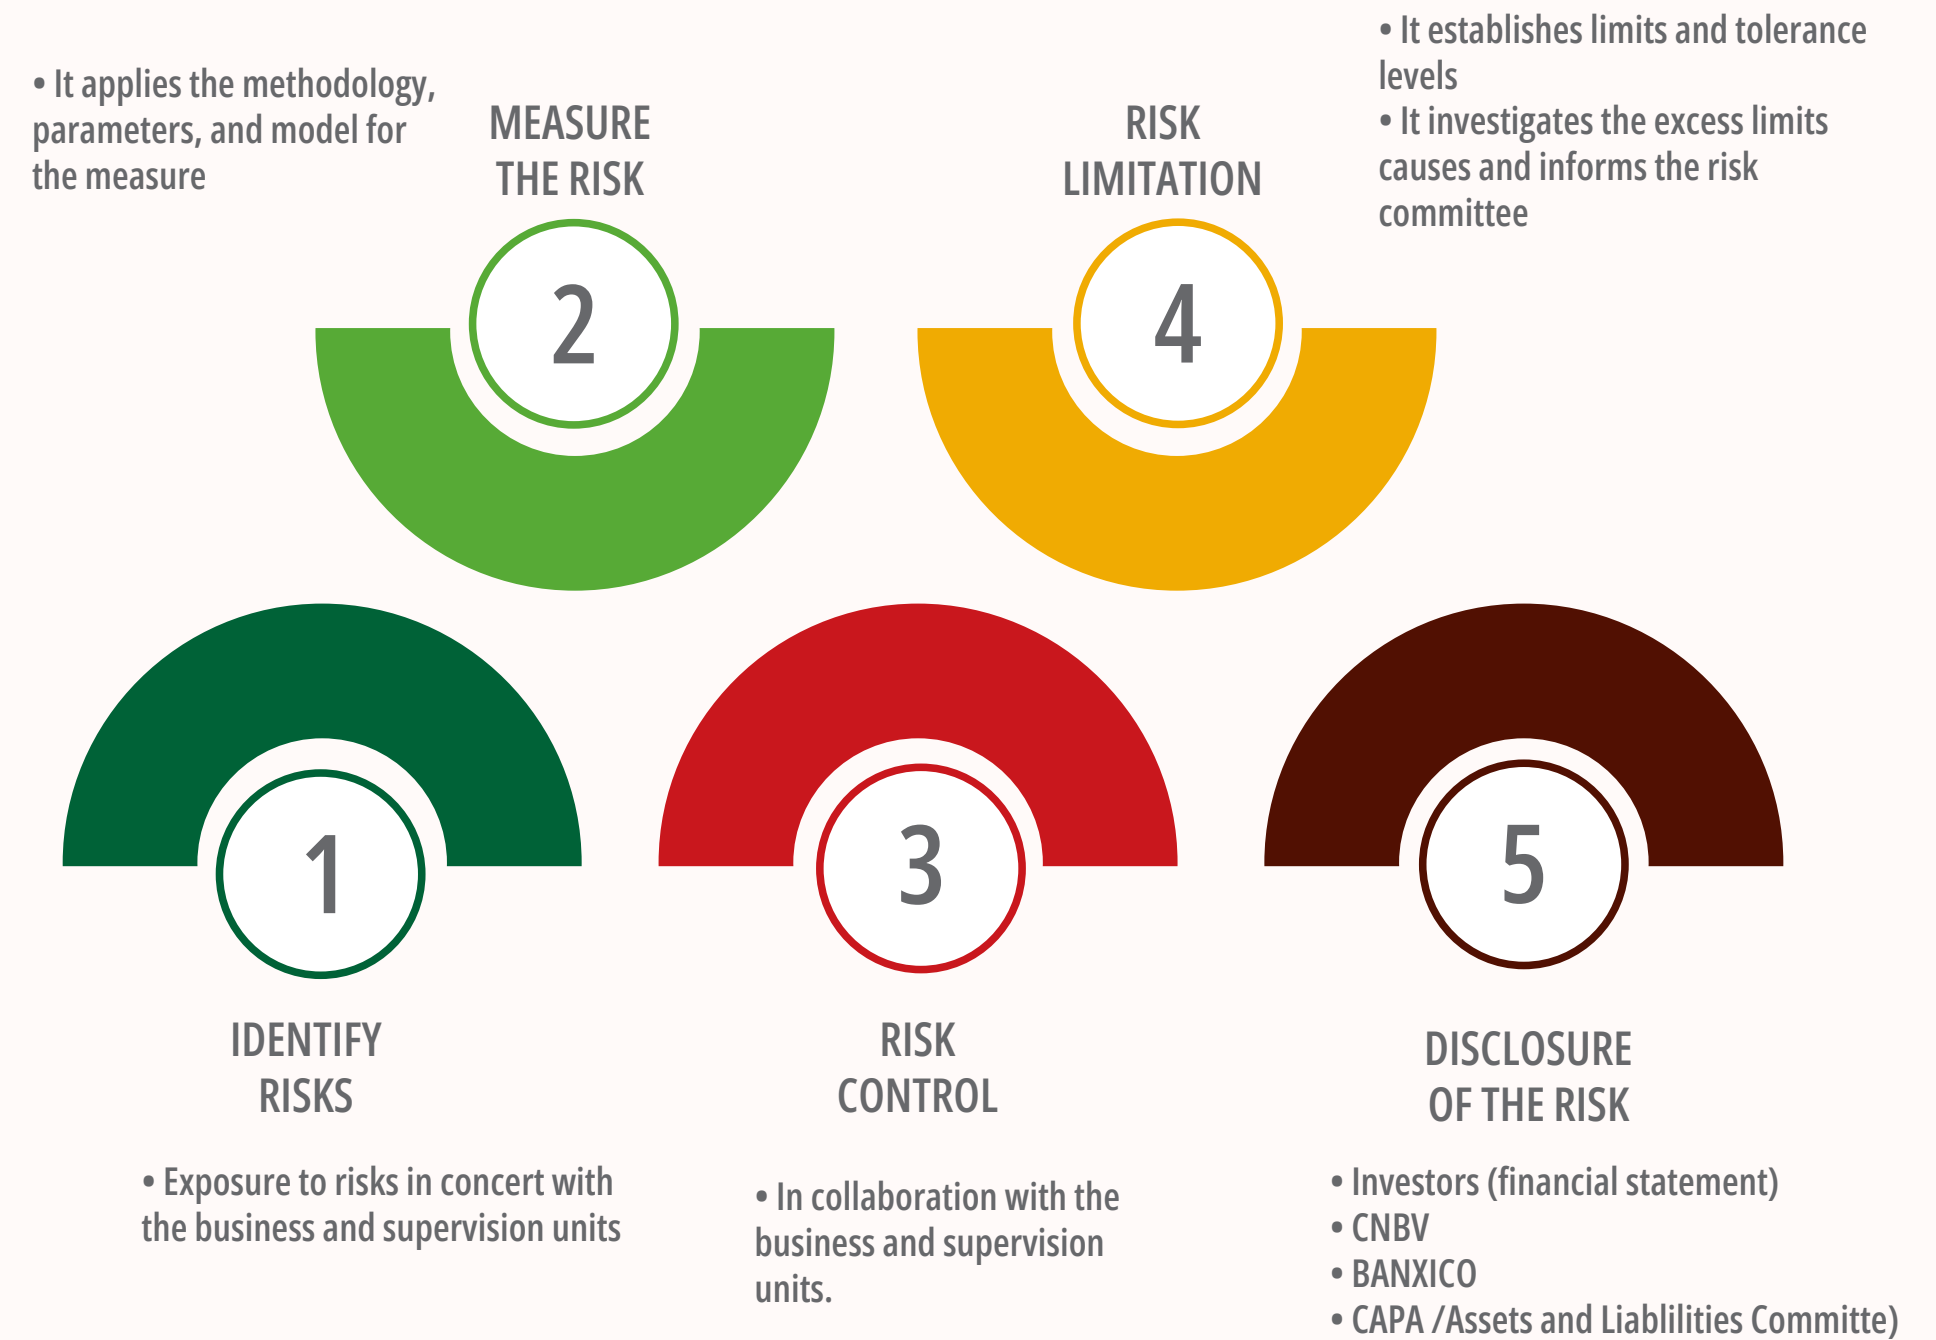 • It applies the methodology,
parameters, and model for
the measure
MEASURE
THE RISK
2
RISK
LIMITATION
4
• It establishes limits and tolerance
levels
• It investigates the excess limits
causes and informs the risk
committee
1
IDENTIFY
RISKS
• Exposure to risks in concert with
the business and supervision units
3
RISK
CONTROL
• In collaboration with the
business and supervision
units.
5
DISCLOSURE
OF THE RISK
• Investors (financial statement)
• CNBV
• BANXICO
• CAPA /Assets and Liablilities Committe)